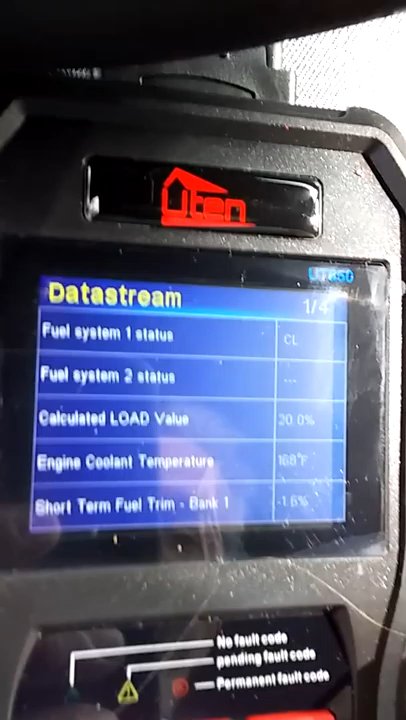 Uten
UT850
Datastream
1/4
Fuel system 1 status
CL
Fuel system 2 status
---
Calculated LOAD Value
20.0%
Engine Coolant Temperature
168°F
Short Term Fuel Trim - Bank 1
-1.6%
No fault code
pending fault code
Permanent fault code